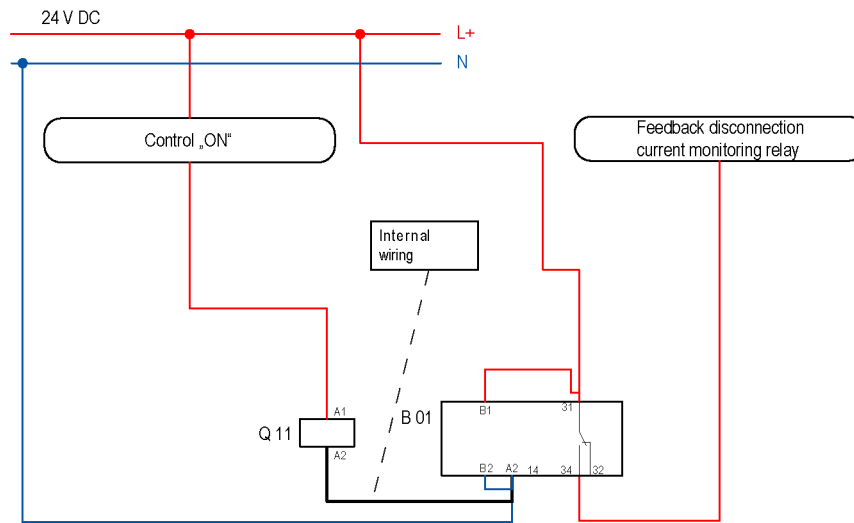 24 V DC
L+
N
Control „ON“
Feedback disconnection
current monitoring relay
Internal
wiring
A1
Q 11
A2
B 01
B1
31
B2
A2
14
34
32